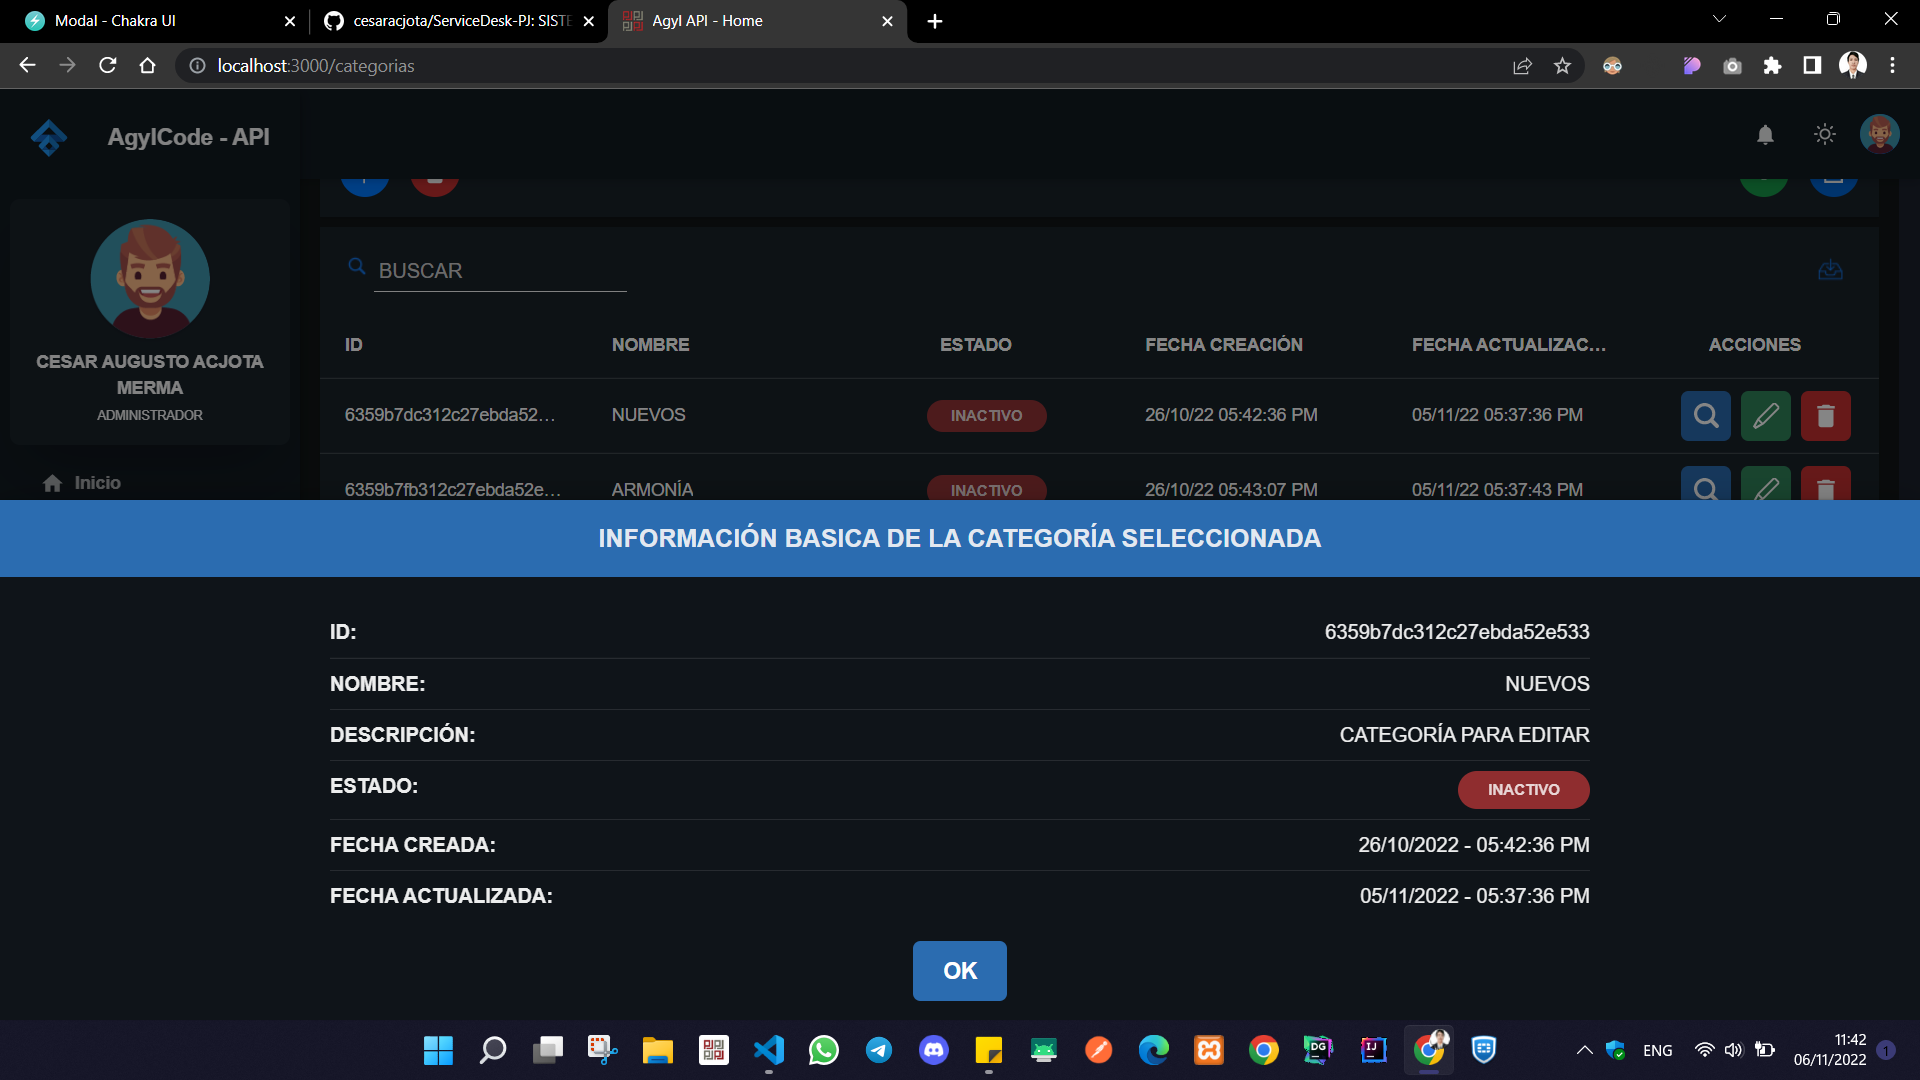 Modal - Chakra UI
cesaracjota/ServiceDesk-PJ: SISTE
Agyl API - Home
localhost:3000/categorias
AgylCode - API
CESAR AUGUSTO ACJOTA
MERMA
ADMINISTRADOR
Inicio
BUSCAR
ID NOMBRE ESTADO FECHA CREACIÓN FECHA ACTUALIZAC... ACCIONES
6359b7dc312c27ebda52... NUEVOS INACTIVO 26/10/22 05:42:36 PM 05/11/22 05:37:36 PM
6359b7fb312c27ebda52e... ARMONÍA INACTIVO 26/10/22 05:43:07 PM 05/11/22 05:37:43 PM
INFORMACIÓN BASICA DE LA CATEGORÍA SELECCIONADA
ID: 6359b7dc312c27ebda52e533
NOMBRE: NUEVOS
DESCRIPCIÓN: CATEGORÍA PARA EDITAR
ESTADO: INACTIVO
FECHA CREADA: 26/10/2022 - 05:42:36 PM
FECHA ACTUALIZADA: 05/11/2022 - 05:37:36 PM
OK
DG
IJ
ENG
11:42
06/11/2022
1